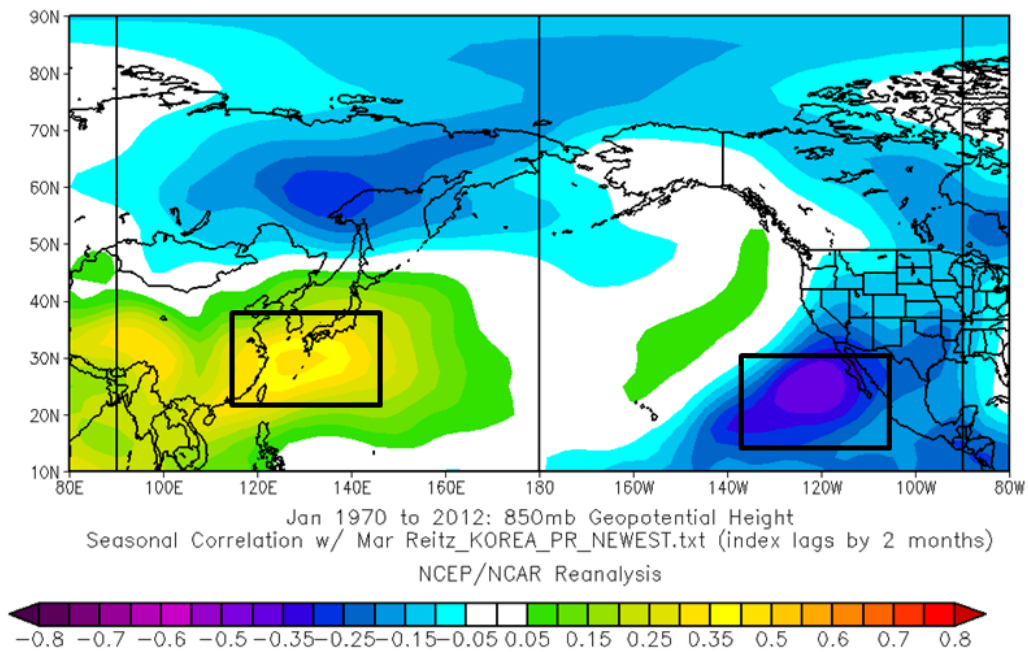 90N
80N
70N
60N
50N
40N
30N
20N
10N
80E 100E 120E 140E 160E 180 160W 140W 120W 100W 80W
Jan 1970 to 2012: 850mb Geopotential Height
Seasonal Correlation w/ Mar Reitz_KOREA_PR_NEWEST.txt (index lags by 2 months)
NCEP/NCAR Reanalysis
-0.8 -0.7 -0.6 -0.5 -0.35 -0.25 -0.15 -0.05 0.05 0.15 0.25 0.35 0.5 0.6 0.7 0.8